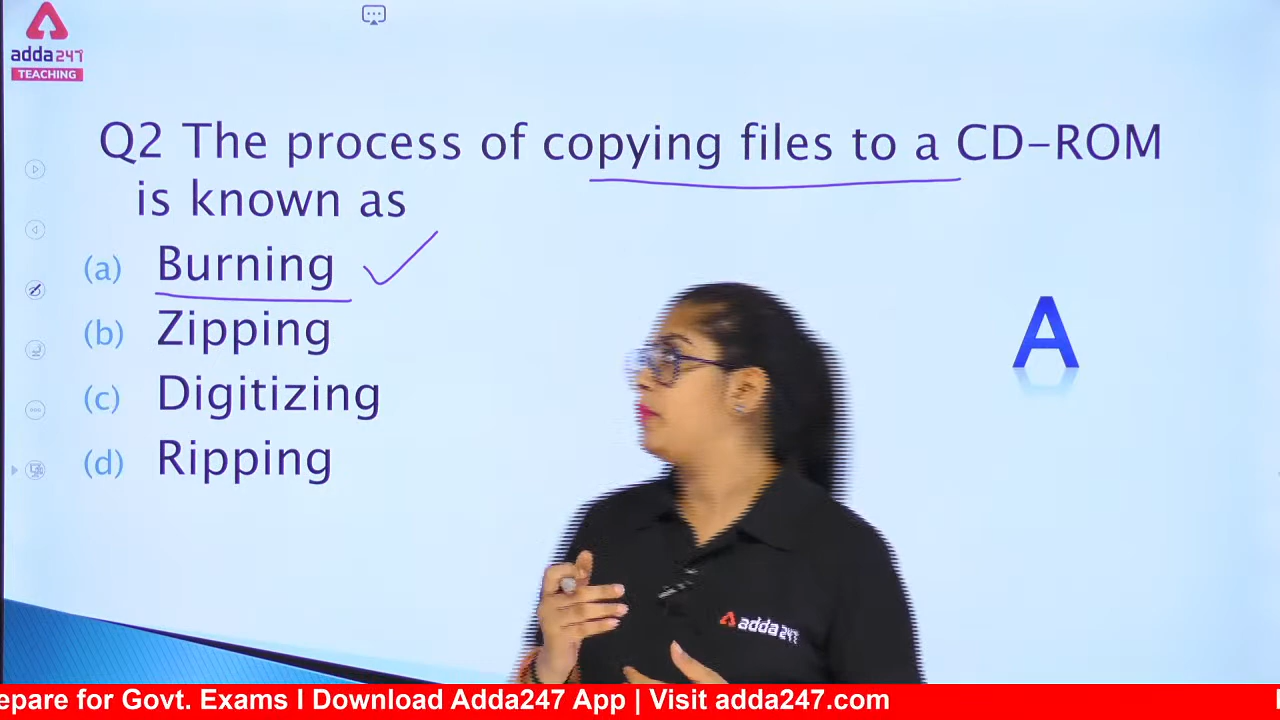 adda247
TEACHING
Q2 The process of copying files to a CD-ROM
is known as
(a) Burning
(b) Zipping
(c) Digitizing
(d) Ripping
A
adda247
epare for Govt. Exams I Download Adda247 App | Visit adda247.com